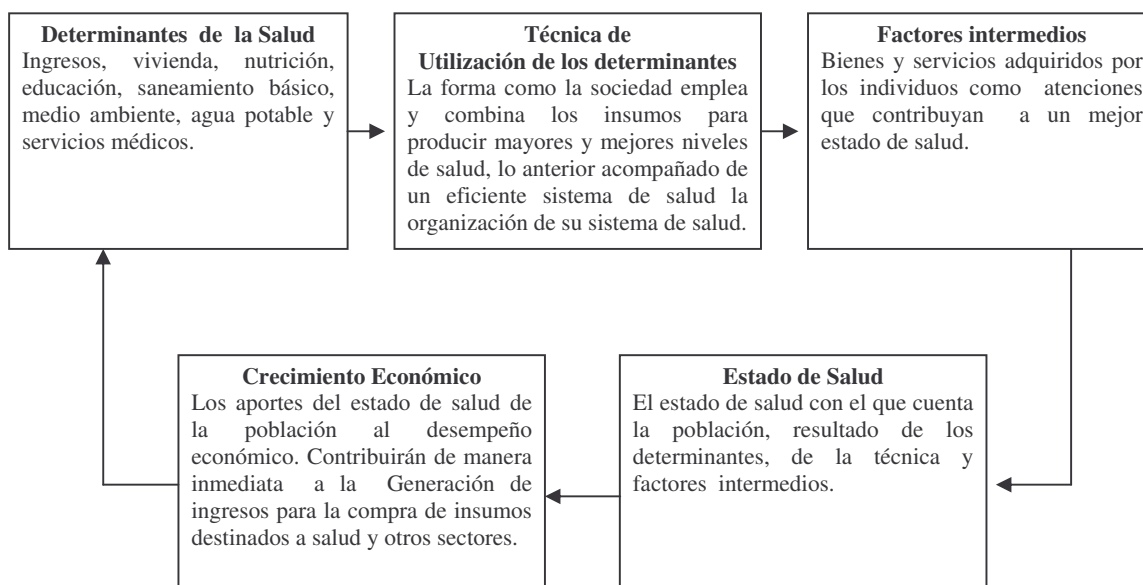 Determinantes de la Salud
Ingresos, vivienda, nutrición,
educación, saneamiento básico,
medio ambiente, agua potable y
servicios médicos.
Técnica de
Utilización de los determinantes
La forma como la sociedad emplea
y combina los insumos para
producir mayores y mejores niveles
de salud, lo anterior acompañado de
un eficiente sistema de salud la
organización de su sistema de salud.
Factores intermedios
Bienes y servicios adquiridos por
los individuos como atenciones
que contribuyan a un mejor
estado de salud.
Crecimiento Económico
Los aportes del estado de salud de
la población al desempeño
económico. Contribuirán de manera
inmediata a la Generación de
ingresos para la compra de insumos
destinados a salud y otros sectores.
Estado de Salud
El estado de salud con el que cuenta
la población, resultado de los
determinantes, de la técnica y
factores intermedios.